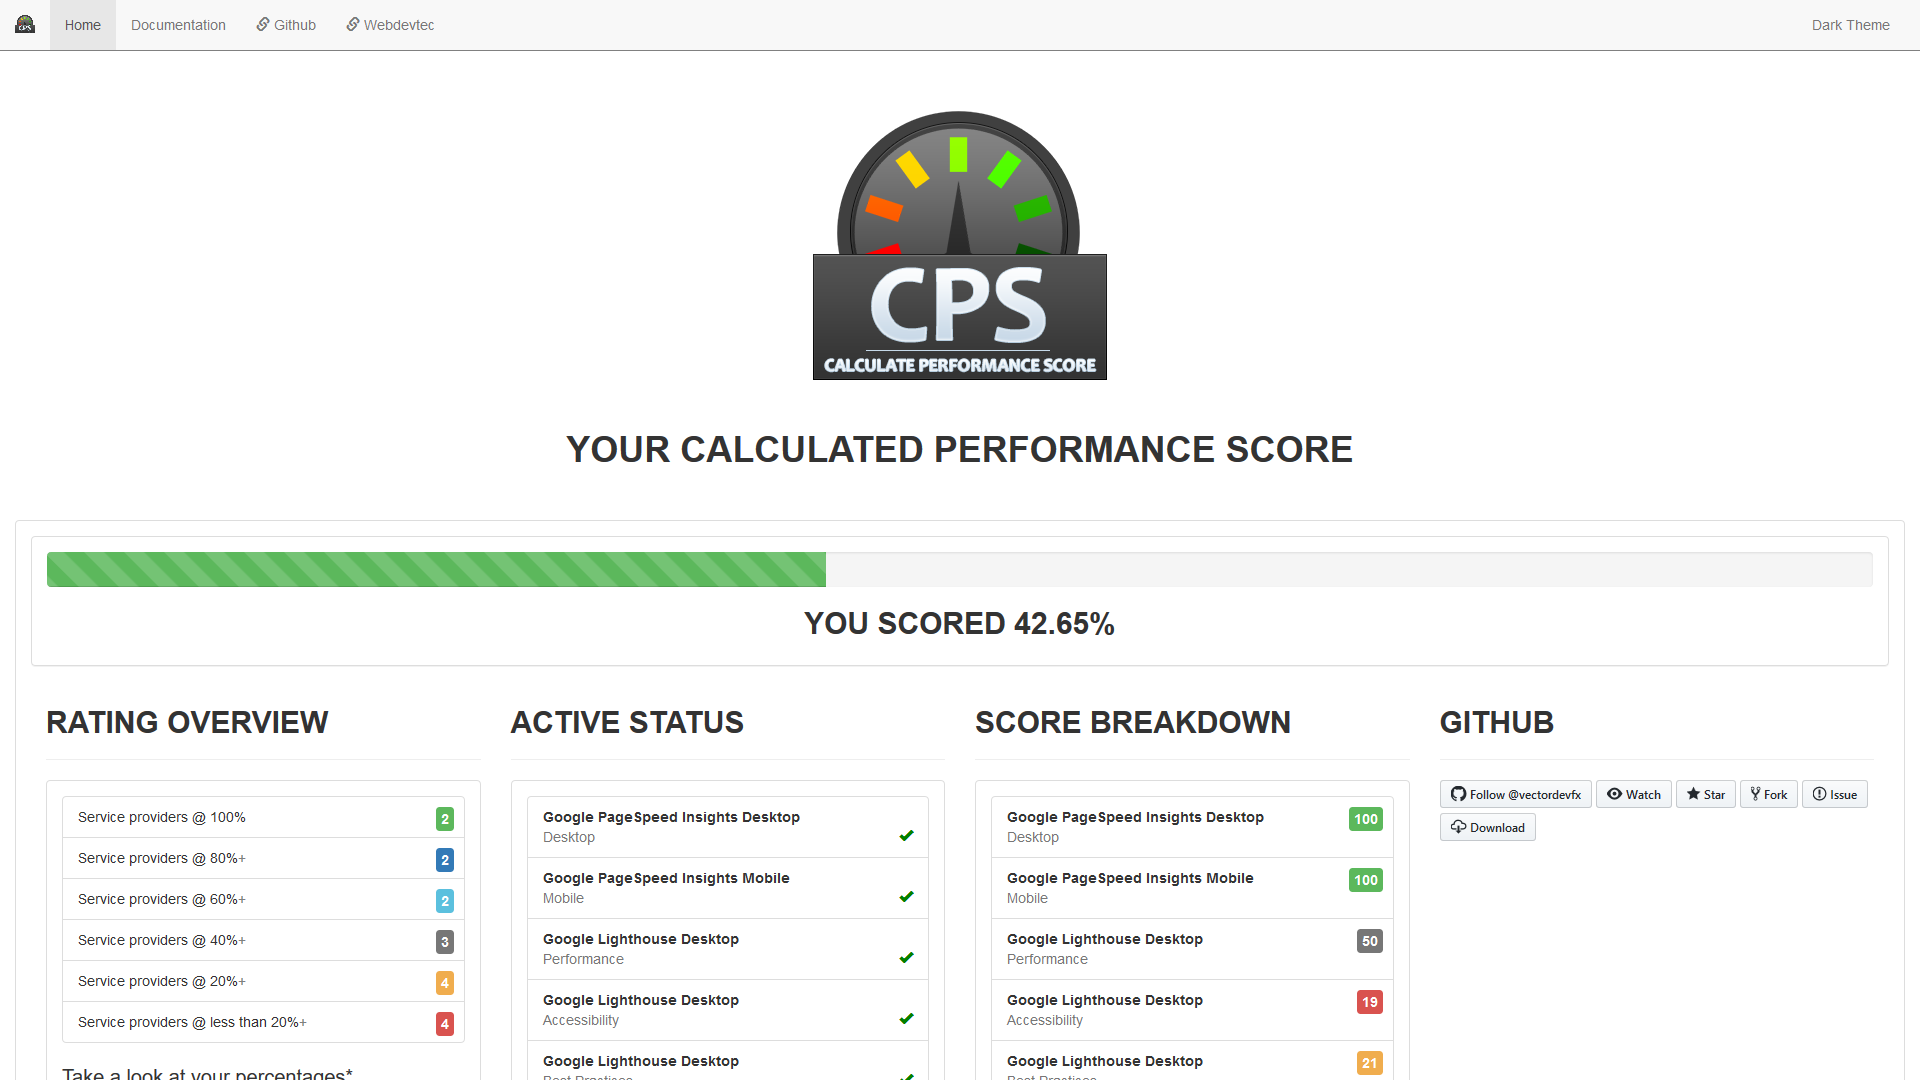 CPS
Home
Documentation
Github
Webdevtec
Dark Theme
CPS
CALCULATE PERFORMANCE SCORE
YOUR CALCULATED PERFORMANCE SCORE
YOU SCORED 42.65%
RATING OVERVIEW
Service providers @ 100%
2
Service providers @ 80%+
2
Service providers @ 60%+
2
Service providers @ 40%+
3
Service providers @ 20%+
4
Service providers @ less than 20%+
4
Take a look at your percentages*
ACTIVE STATUS
Google PageSpeed Insights Desktop
Desktop
Google PageSpeed Insights Mobile
Mobile
Google Lighthouse Desktop
Performance
Google Lighthouse Desktop
Accessibility
Google Lighthouse Desktop
Best Practices
SCORE BREAKDOWN
Google PageSpeed Insights Desktop
100
Desktop
Google PageSpeed Insights Mobile
100
Mobile
Google Lighthouse Desktop
50
Performance
Google Lighthouse Desktop
19
Accessibility
Google Lighthouse Desktop
21
Best Practices
GITHUB
Follow @vectordevfx
Watch
Star
Fork
Issue
Download